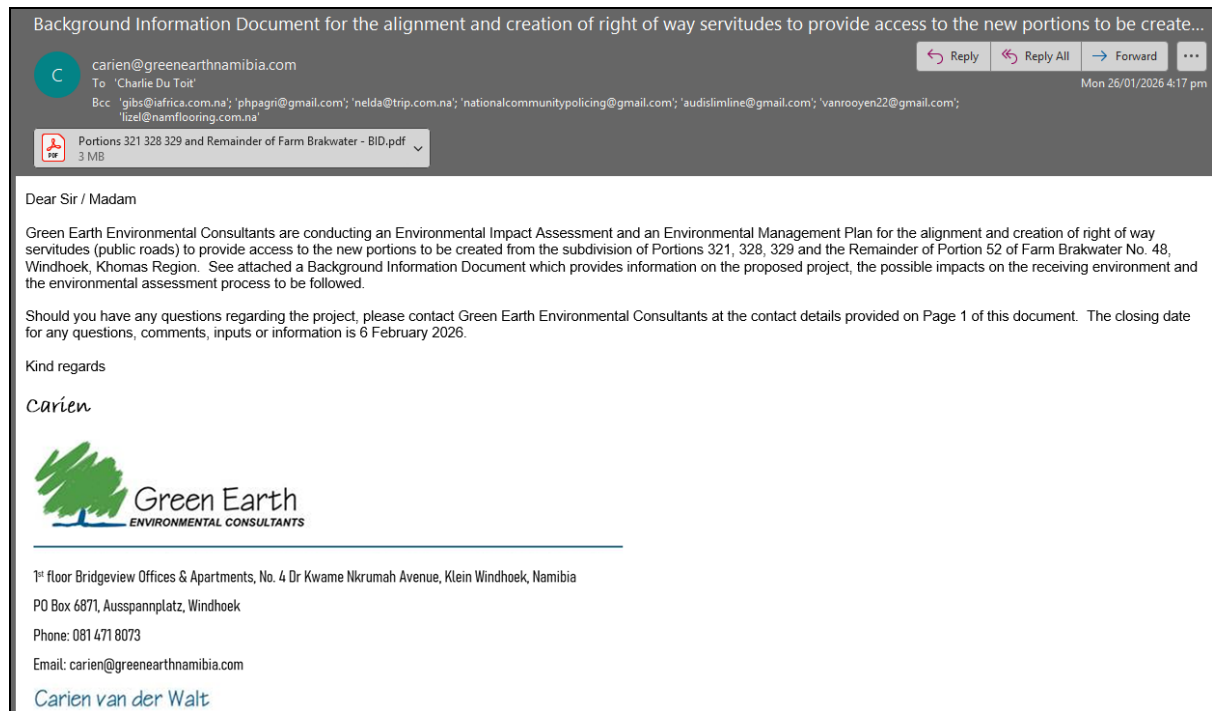 Background Information Document for the alignment and creation of right of way servitudes to provide access to the new portions to be create...
C
carien@greenearthnamibia.com
Reply
Reply All
Forward
...
To 'Charlie Du Toit'
Mon 26/01/2026 4:17 pm
Bcc 'gibs@iafrica.com.na'; 'phpagri@gmail.com'; 'nelda@trip.com.na'; 'nationalcommunitypolicing@gmail.com'; 'audislimline@gmail.com'; 'vanrooyen22@gmail.com';
'lizel@namflooring.com.na'
PDF
Portions 321 328 329 and Remainder of Farm Brakwater - BID.pdf
3 MB
Dear Sir / Madam
Green Earth Environmental Consultants are conducting an Environmental Impact Assessment and an Environmental Management Plan for the alignment and creation of right of way
servitudes (public roads) to provide access to the new portions to be created from the subdivision of Portions 321, 328, 329 and the Remainder of Portion 52 of Farm Brakwater No. 48,
Windhoek, Khomas Region. See attached a Background Information Document which provides information on the proposed project, the possible impacts on the receiving environment and
the environmental assessment process to be followed.
Should you have any questions regarding the project, please contact Green Earth Environmental Consultants at the contact details provided on Page 1 of this document. The closing date
for any questions, comments, inputs or information is 6 February 2026.
Kind regards
Carien
Green Earth
ENVIRONMENTAL CONSULTANTS
1st floor Bridgeview Offices & Apartments, No. 4 Dr Kwame Nkrumah Avenue, Klein Windhoek, Namibia
PO Box 6871, Ausspannplatz, Windhoek
Phone: 081 471 8073
Email: carien@greenearthnamibia.com
Carien van der Walt